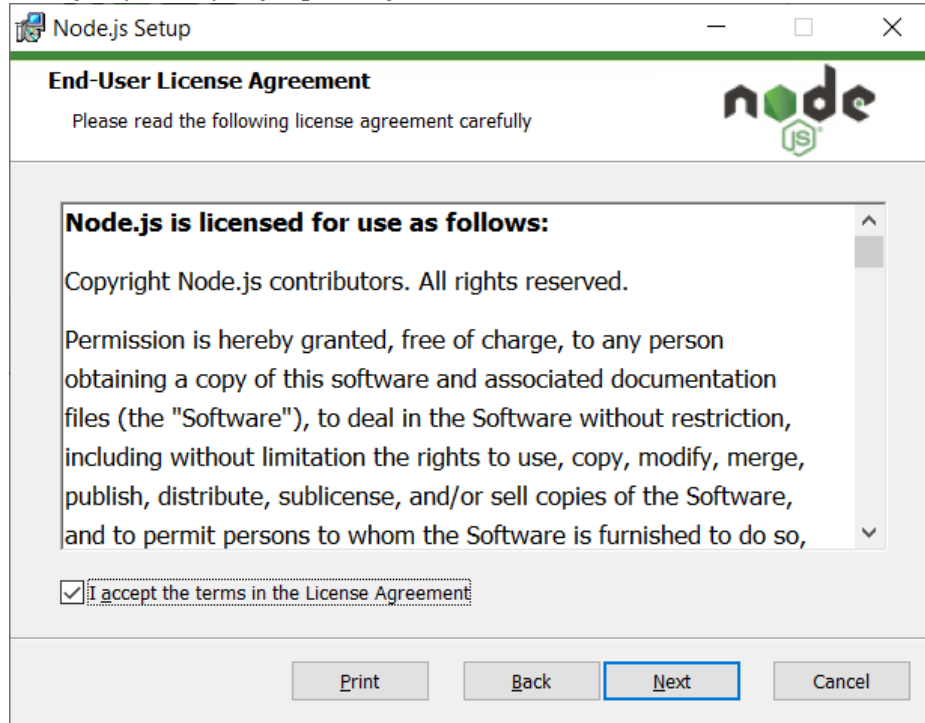 Node.js Setup
End-User License Agreement
Please read the following license agreement carefully
node
JS
Node.js is licensed for use as follows:
Copyright Node.js contributors. All rights reserved.
Permission is hereby granted, free of charge, to any person
obtaining a copy of this software and associated documentation
files (the "Software"), to deal in the Software without restriction,
including without limitation the rights to use, copy, modify, merge,
publish, distribute, sublicense, and/or sell copies of the Software,
and to permit persons to whom the Software is furnished to do so,
I accept the terms in the License Agreement
Print Back Next Cancel